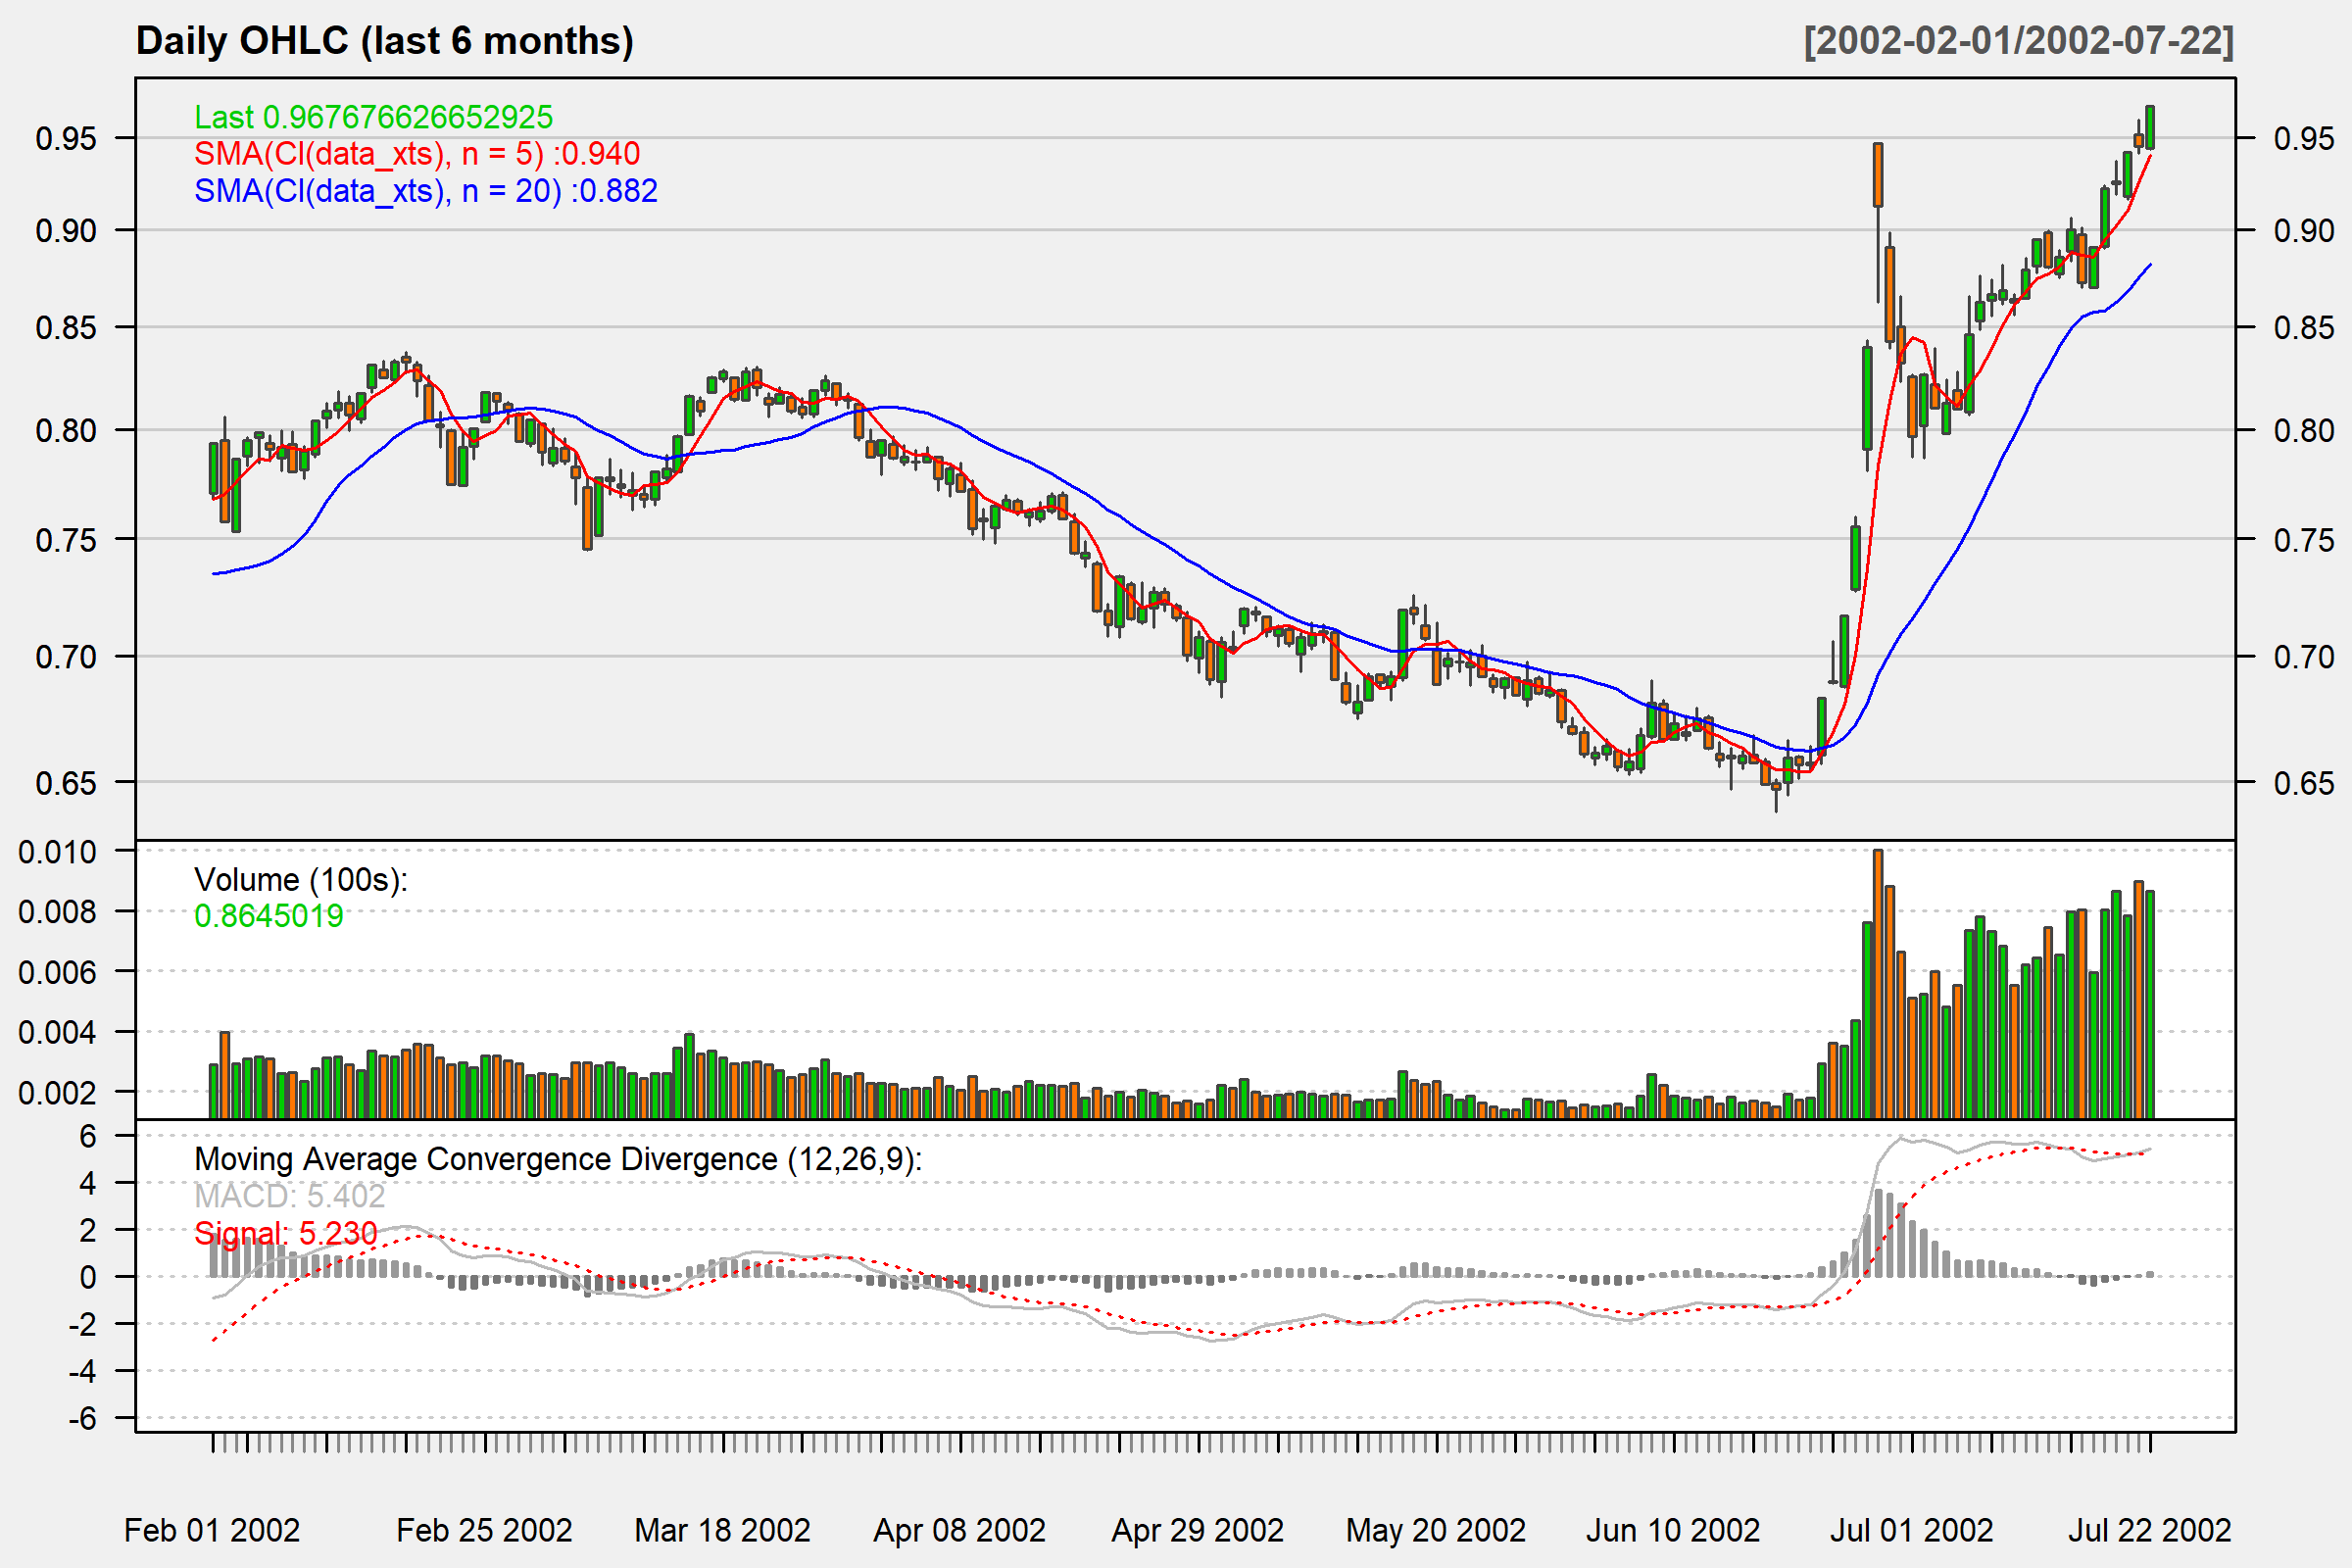 Daily OHLC (last 6 months) [2002-02-01/2002-07-22]
Last 0.967676626652925
SMA(Cl(data_xts), n = 5) :0.940
SMA(Cl(data_xts), n = 20) :0.882
0.95 0.95
0.90 0.90
0.85 0.85
0.80 0.80
0.75 0.75
0.70 0.70
0.65 0.65
0.010
Volume (100s):
0.8645019
0.008
0.006
0.004
0.002
6
Moving Average Convergence Divergence (12,26,9):
MACD: 5.402
Signal: 5.230
4
2
0
-2
-4
-6
Feb 01 2002 Feb 25 2002 Mar 18 2002 Apr 08 2002 Apr 29 2002 May 20 2002 Jun 10 2002 Jul 01 2002 Jul 22 2002